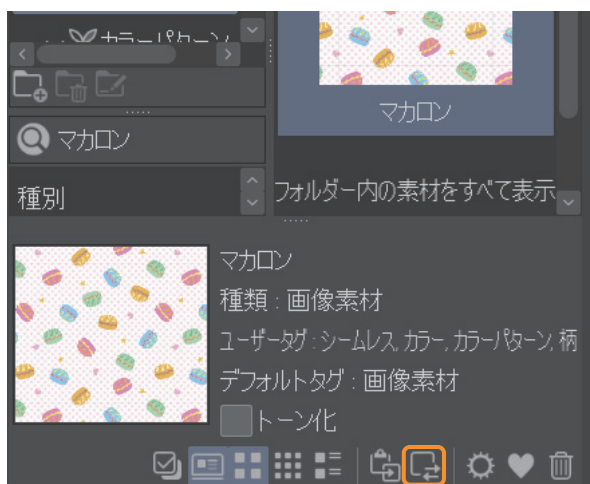 カラーパターン
マカロン
マカロン
種別
フォルダー内の素材をすべて表示
マカロン
種類 : 画像素材
ユーザータグ : シームレス, カラー, カラーパターン, 柄
デフォルトタグ : 画像素材
トーン化